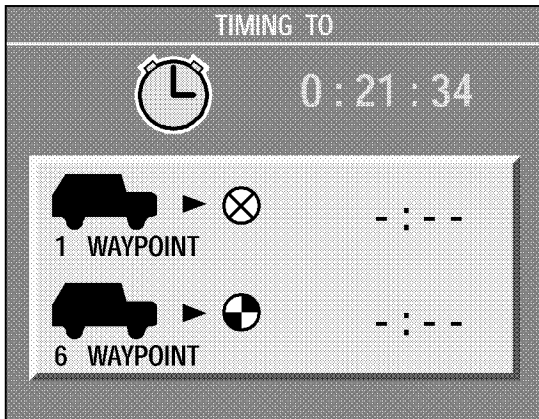 TIMING TO
0:21:34
-:--
1 WAYPOINT
-:--
6 WAYPOINT